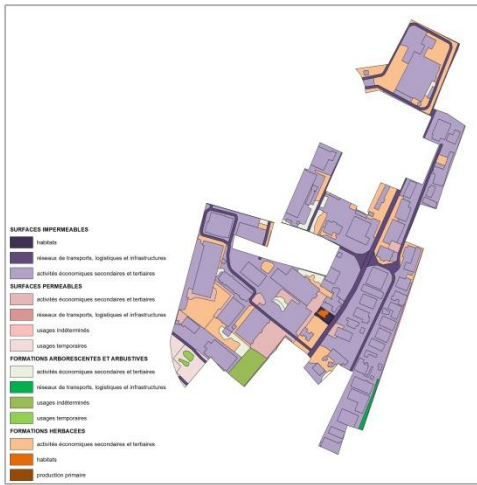 SURFACES IMPERMEABLES
habitats
réseaux de transports, logistiques et infrastructures
activités économiques secondaires et tertiaires
SURFACES PERMEABLES
activités économiques secondaires et tertiaires
réseaux de transports, logistiques et infrastructures
usages indéterminés
usages temporaires
FORMATIONS ARBORESCENTES ET ARBUSTIVES
activités économiques secondaires et tertiaires
réseaux de transports, logistiques et infrastructures
usages indéterminés
usages temporaires
FORMATIONS HERBACEES
activités économiques secondaires et tertiaires
habitats
production primaire